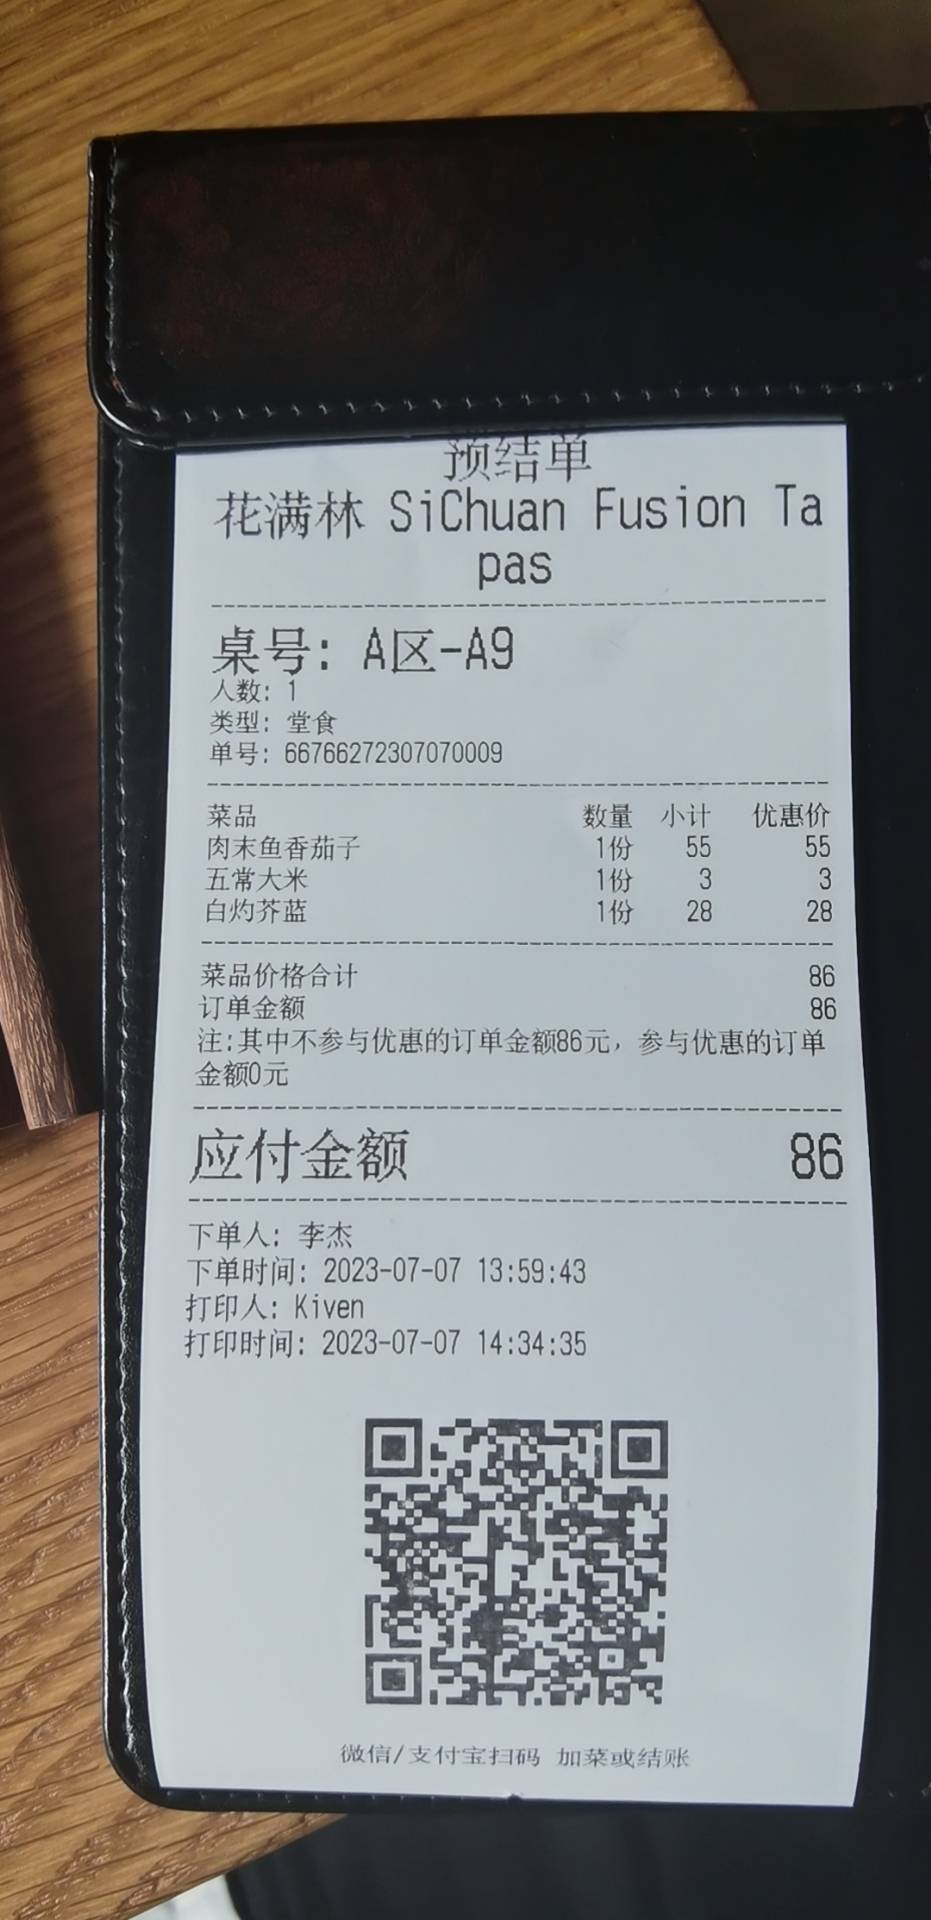 预结单
花满林 SiChuan Fusion Ta
pas
桌号: A区-A9
人数: 1
类型: 堂食
单号: 66766272307070009
菜品 数量 小计 优惠价
肉末鱼香茄子 1份 55 55
五常大米 1份 3 3
白灼芥蓝 1份 28 28
菜品价格合计 86
订单金额 86
注:其中不参与优惠的订单金额86元，参与优惠的订单
金额0元
应付金额 86
下单人: 李杰
下单时间: 2023-07-07 13:59:43
打印人: Kiven
打印时间: 2023-07-07 14:34:35
微信/支付宝扫码 加菜或结账